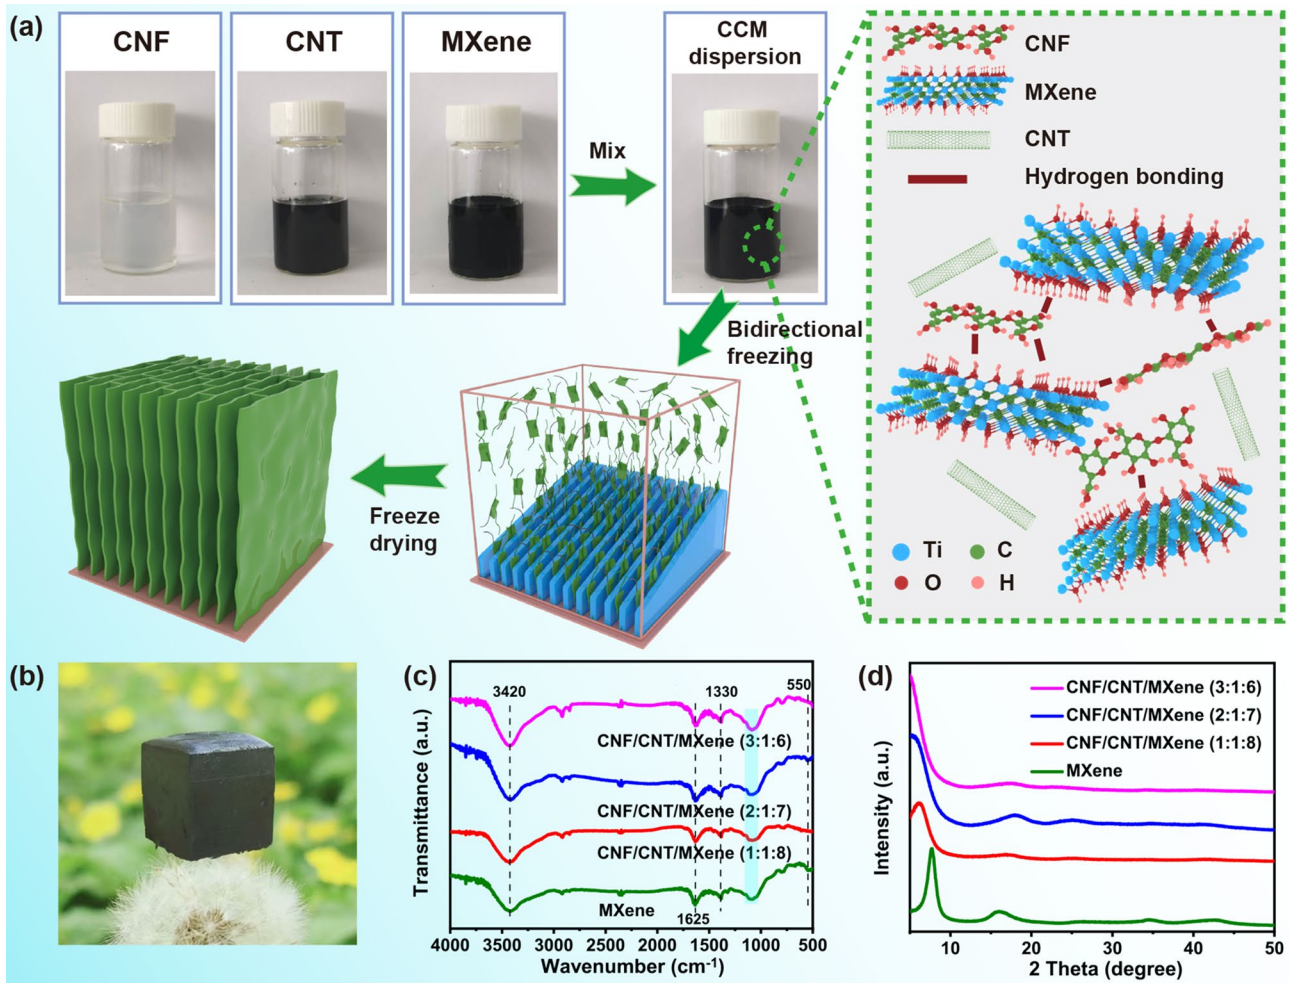 (a)
CNF
CNT
MXene
CCM
dispersion
Mix
Bidirectional
freezing
Freeze
drying
CNF
MXene
CNT
Hydrogen bonding
Ti
C
O
H
(b)
(c)
3420
1330
550
CNF/CNT/MXene (3:1:6)
CNF/CNT/MXene (2:1:7)
CNF/CNT/MXene (1:1:8)
MXene
1625
Transmittance (a.u.)
4000 3500 3000 2500 2000 1500 1000 500
Wavenumber (cm⁻¹)
(d)
CNF/CNT/MXene (3:1:6)
CNF/CNT/MXene (2:1:7)
CNF/CNT/MXene (1:1:8)
MXene
Intensity (a.u.)
10 20 30 40 50
2 Theta (degree)